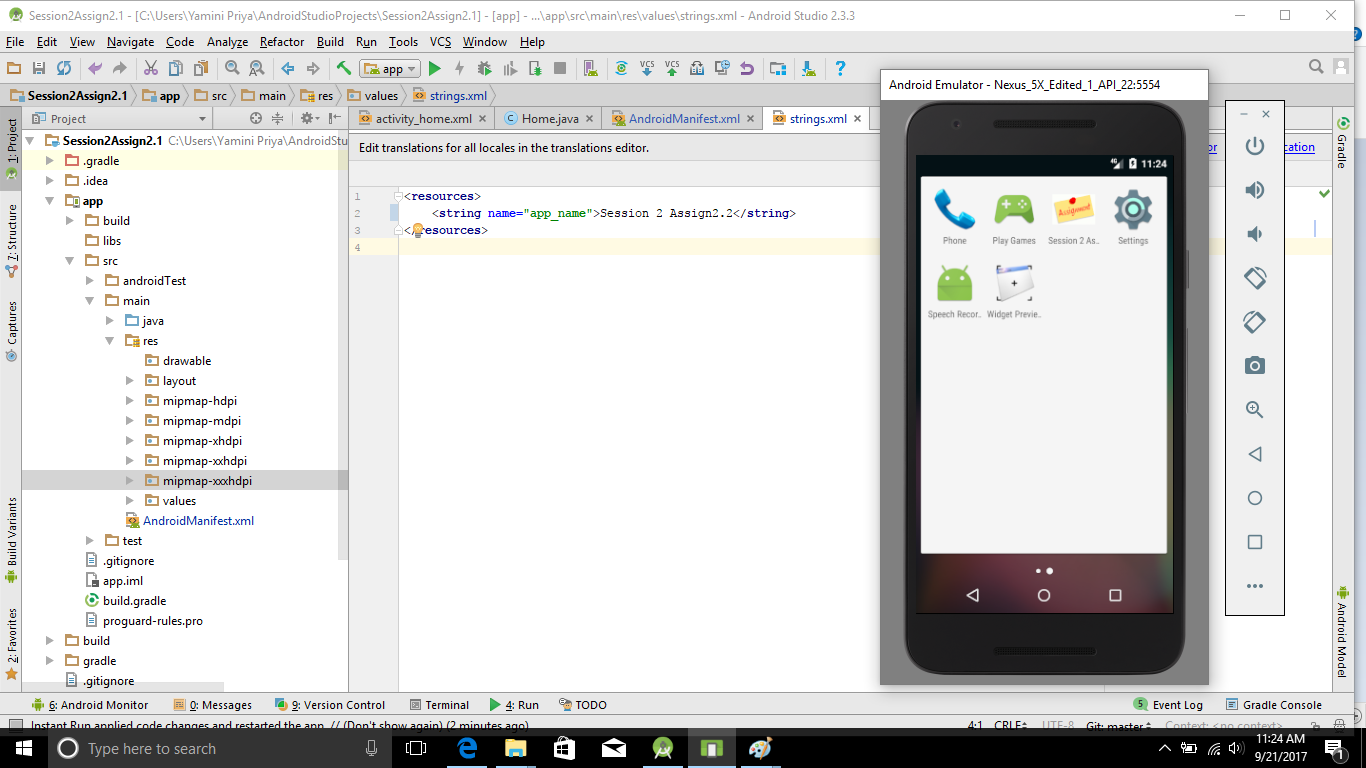 Session2Assign2.1 - [C:\Users\Yamini Priya\AndroidStudioProjects\Session2Assign2.1] - [app] - ...\app\src\main\res\values\strings.xml - Android Studio 2.3.3
File Edit View Navigate Code Analyze Refactor Build Run Tools VCS Window Help
app VCS VCS
Session2Assign2.1 app src main res values strings.xml
Project
activity_home.xml Home.java AndroidManifest.xml strings.xml
Session2Assign2.1 C:\Users\Yamini Priya\AndroidStu
.gradle
.idea
app
build
libs
src
androidTest
main
java
res
drawable
layout
mipmap-hdpi
mipmap-mdpi
mipmap-xhdpi
mipmap-xxhdpi
mipmap-xxxhdpi
values
AndroidManifest.xml
test
.gitignore
app.iml
build.gradle
proguard-rules.pro
build
gradle
.gitignore
1: Project
7: Structure
Captures
Build Variants
2: Favorites
Edit translations for all locales in the translations editor.
or
cation
1 <resources>
2 <string name="app_name">Session 2 Assign2.2</string>
3 </resources>
4
Android Emulator - Nexus_5X_Edited_1_API_22:5554
4G 11:24
Assignment
Phone Play Games Session 2 As.. Settings
Speech Recor.. Widget Previe..
Gradle
Android Model
6: Android Monitor 0: Messages 9: Version Control Terminal 4: Run TODO
5 Event Log Gradle Console
Instant Run applied code changes and restarted the app. // (Don't show again) (2 minutes ago)
4:1 CRLF UTF-8 Git: master Context: <no context>
Type here to search
11:24 AM
9/21/2017
1